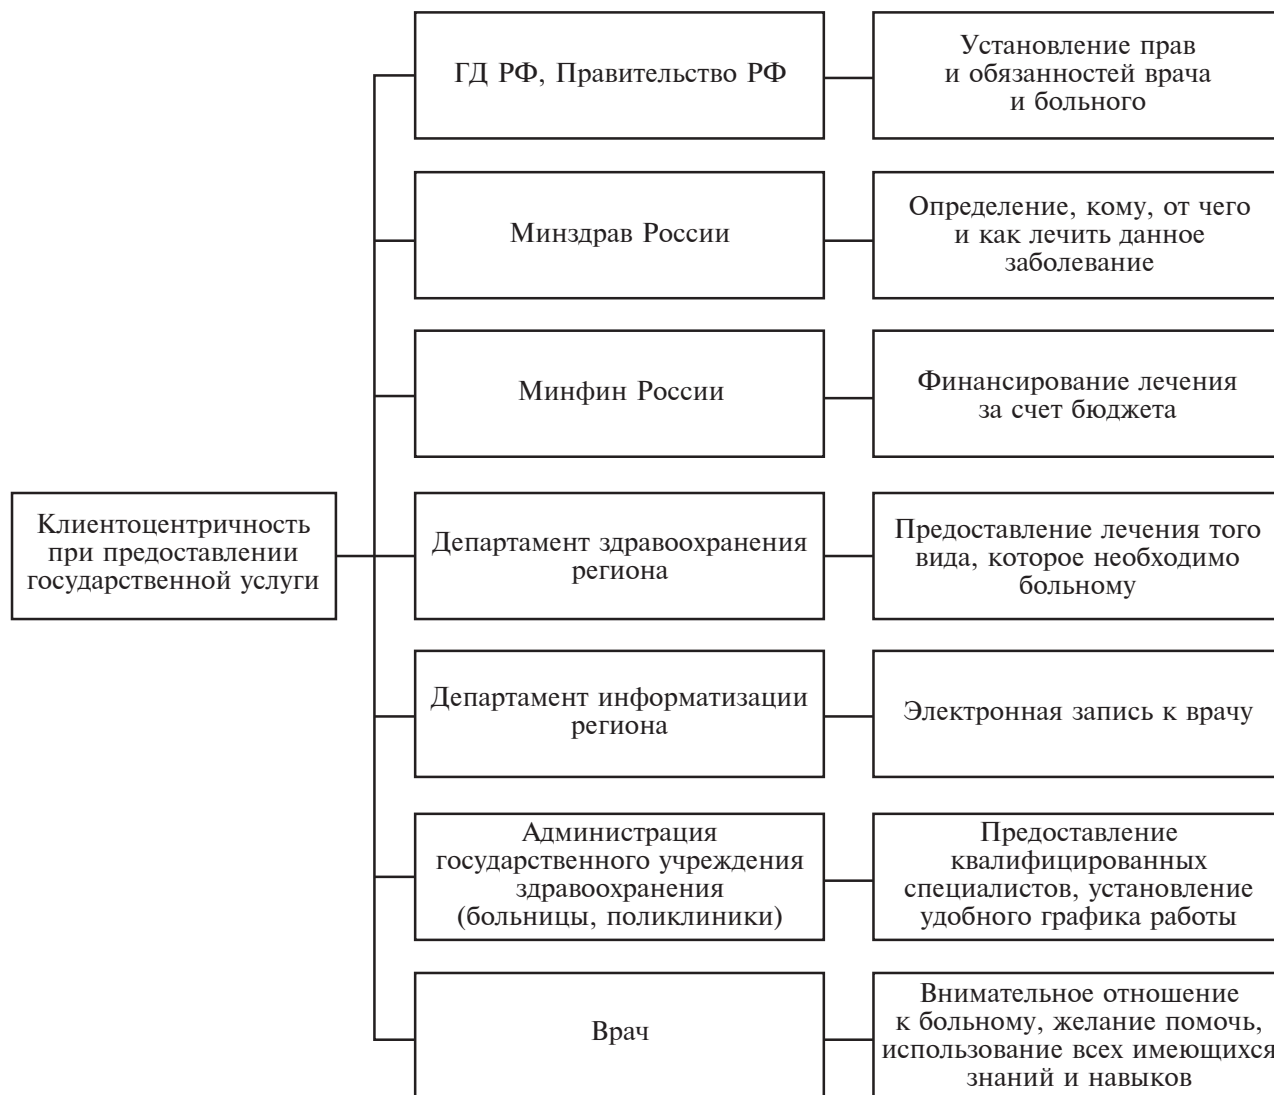 ГД РФ, Правительство РФ
Установление прав
и обязанностей врача
и больного
Минздрав России
Определение, кому, от чего
и как лечить данное
заболевание
Минфин России
Финансирование лечения
за счет бюджета
Клиентоцентричность
при предоставлении
государственной услуги
Департамент здравоохранения
региона
Предоставление лечения того
вида, которое необходимо
больному
Департамент информатизации
региона
Электронная запись к врачу
Администрация
государственного учреждения
здравоохранения
(больницы, поликлиники)
Предоставление
квалифицированных
специалистов, установление
удобного графика работы
Врач
Внимательное отношение
к больному, желание помочь,
использование всех имеющихся
знаний и навыков